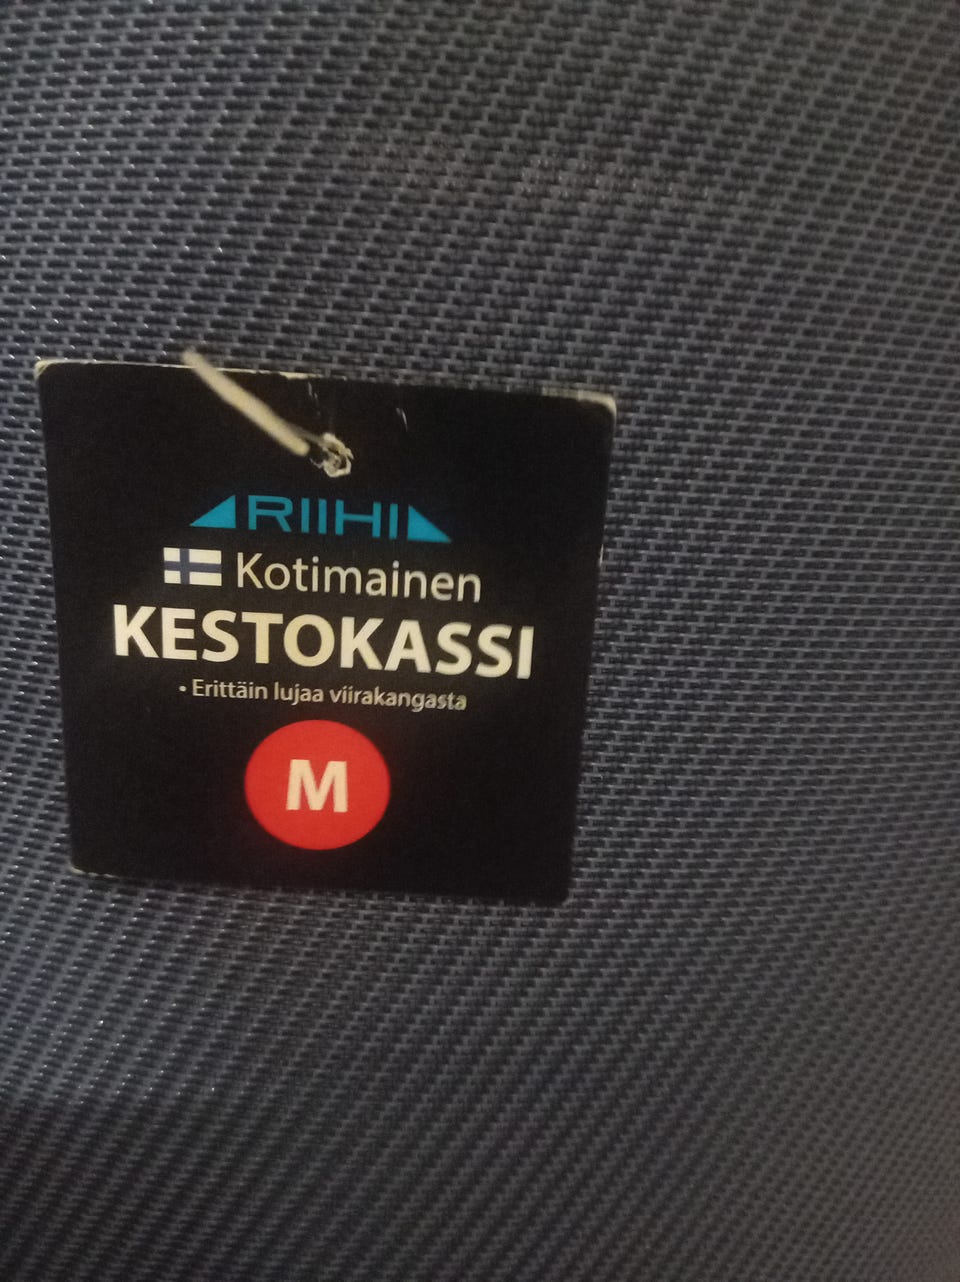 RIIHI
Kotimainen
KESTOKASSI
• Erittäin lujaa viirakangasta
M